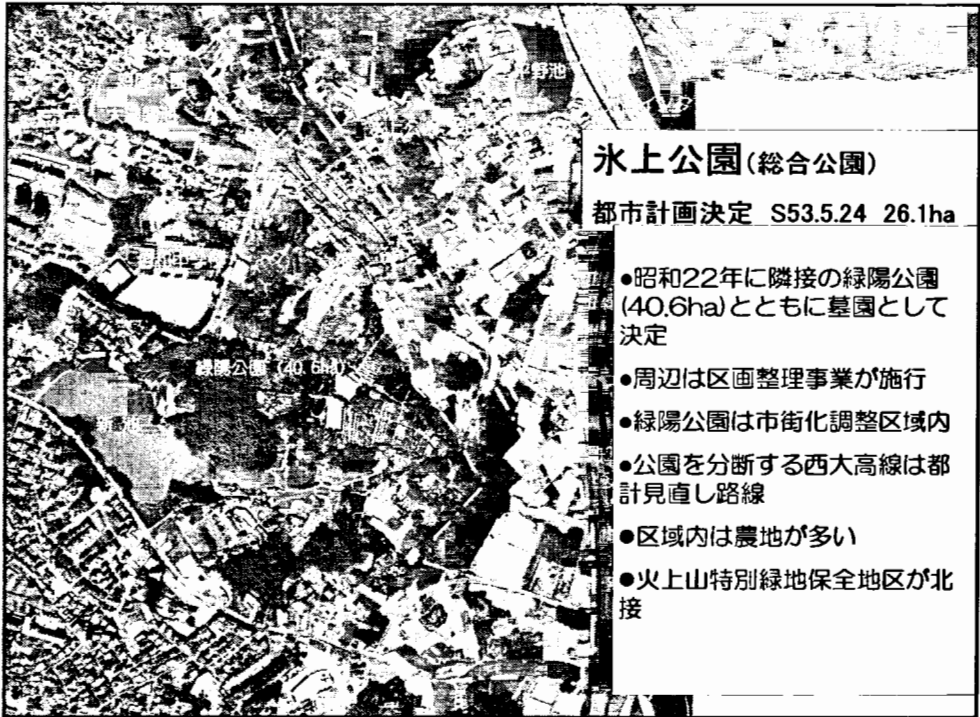 平野池
氷上公園(総合公園)
都市計画決定 S53.5.24 26.1ha
●昭和22年に隣接の緑陽公園
(40.6ha)とともに墓園として
決定
●周辺は区画整理事業が施行
緑陽公園 (40.6ha)
●緑陽公園は市街化調整区域内
●公園を分断する西大高線は都
計見直し路線
●区域内は農地が多い
●火上山特別緑地保全地区が北
接